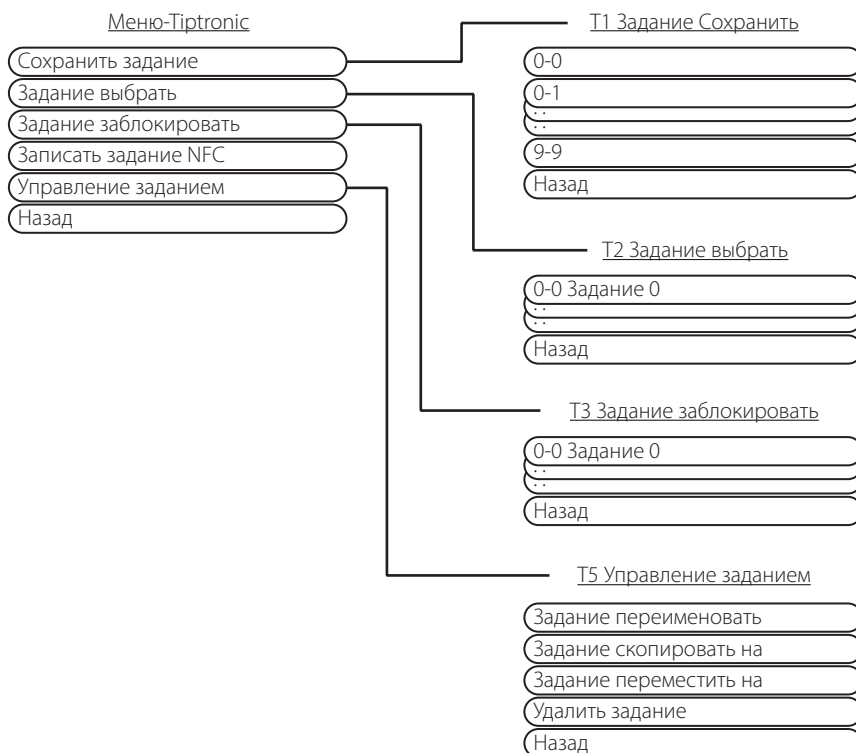 Меню-Tiptronic
Сохранить задание
Задание выбрать
Задание заблокировать
Записать задание NFC
Управление заданием
Назад
T1 Задание Сохранить
0-0
0-1
: :
: :
9-9
Назад
T2 Задание выбрать
0-0 Задание 0
: :
: :
Назад
T3 Задание заблокировать
0-0 Задание 0
: :
: :
Назад
T5 Управление заданием
Задание переименовать
Задание скопировать на
Задание переместить на
Удалить задание
Назад